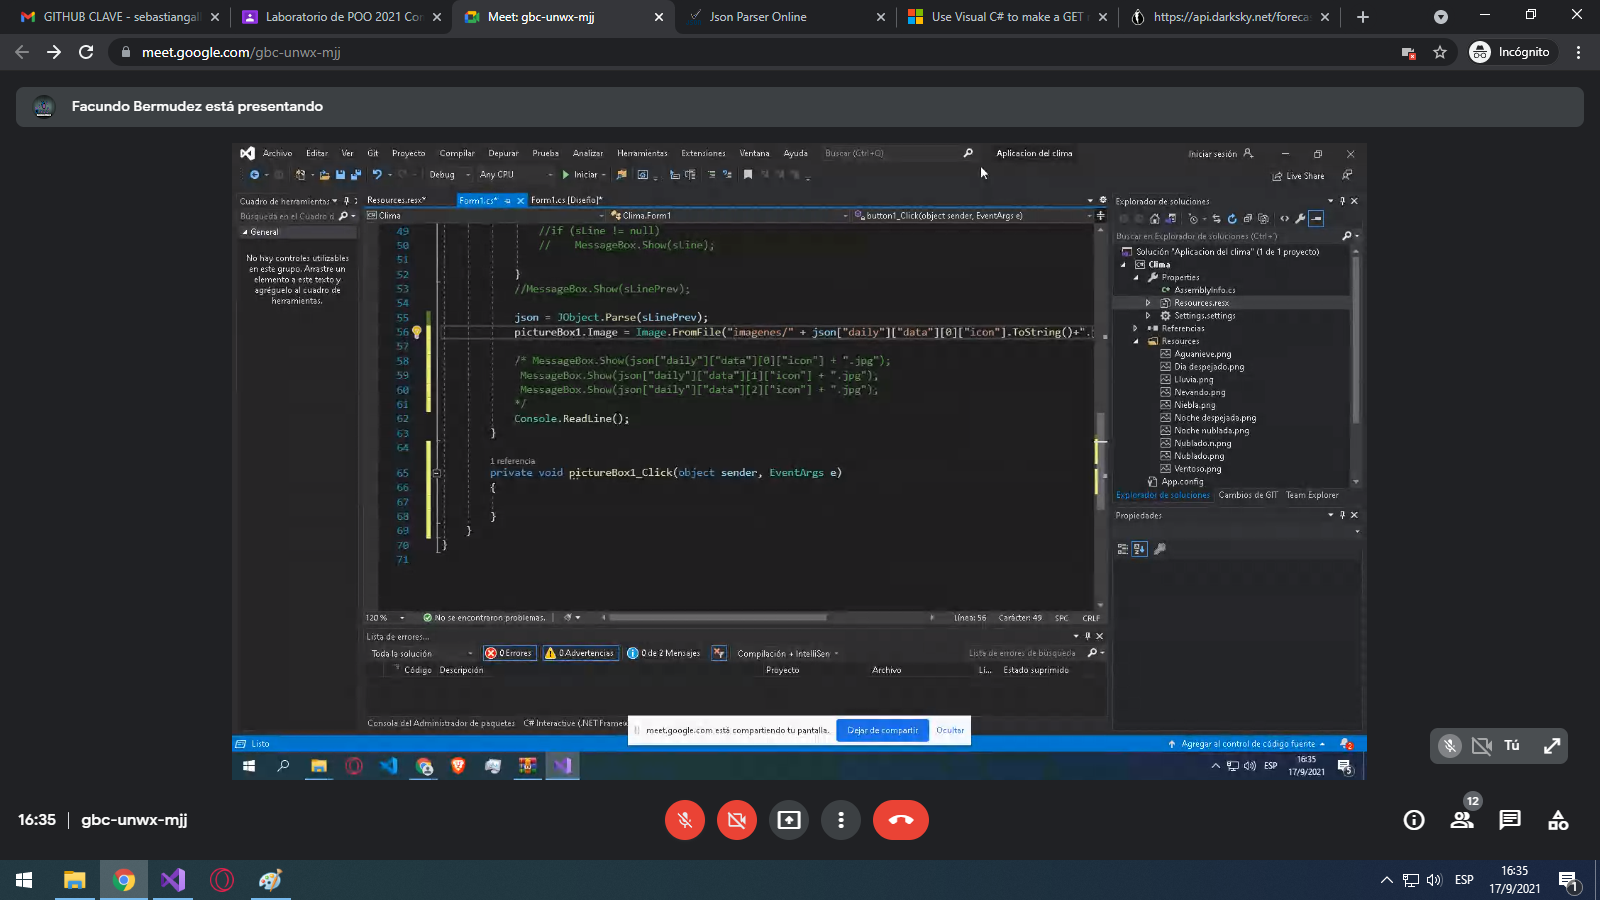 GITHUB CLAVE - sebastiangal
Laboratorio de POO 2021 Co
Meet: gbc-unwx-mjj
Json Parser Online
Use Visual C# to make a GET r
https://api.darksky.net/foreca
meet.google.com/gbc-unwx-mjj
Incógnito
Facundo Bermudez está presentando
Archivo Editar Ver Git Proyecto Compilar Depurar Prueba Analizar Herramientas Extensiones Ventana Ayuda Buscar (Ctrl+Q) Aplicacion del clima Iniciar sesión
Debug Any CPU Iniciar Live Share
Cuadro de herramientas
Resources.resx* Form1.cs* Form1.cs [Diseño]*
Explorador de soluciones
Búsqueda en el Cuadro d
Clima Clima.Form1 button1_Click(object sender, EventArgs e)
General
No hay controles utilizables
en este grupo. Arrastre un
elemento a este texto y
agréguelo al cuadro de
herramientas.
49 //if (sLine != null)
50 // MessageBox.Show(sLine);
51
52 }
53 //MessageBox.Show(sLinePrev);
54
55 json = JObject.Parse(sLinePrev);
56 pictureBox1.Image = Image.FromFile("imagenes/" + json["daily"]["data"][0]["icon"].ToString()+".
57
58 /* MessageBox.Show(json["daily"]["data"][0]["icon"] + ".jpg");
59 MessageBox.Show(json["daily"]["data"][1]["icon"] + ".jpg");
60 MessageBox.Show(json["daily"]["data"][2]["icon"] + ".jpg");
61 */
62 Console.ReadLine();
63 }
64
1 referencia
65 private void pictureBox1_Click(object sender, EventArgs e)
66 {
67
68 }
69 }
70 }
71
Buscar en Explorador de soluciones (Ctrl+')
Solución "Aplicacion del clima" (1 de 1 proyecto)
Clima
Properties
AssemblyInfo.cs
Resources.resx
Settings.settings
Referencias
Resources
Aguanieve.png
Dia despejado.png
Lluvia.png
Nevando.png
Niebla.png
Noche despejada.png
Noche nublada.png
Nublado.n.png
Nublado.png
Ventoso.png
App.config
Explorador de soluciones Cambios de GIT Team Explorer
Propiedades
120 % No se encontraron problemas. Línea: 56 Carácter: 49 SPC CRLF
Lista de errores...
Toda la solución 0 Errores 0 Advertencias 0 de 2 Mensajes Compilación + IntelliSen Lista de errores de búsqueda
Código Descripción Proyecto Archivo Lí... Estado suprimido
Consola del Administrador de paquetes C# Interactive (.NET Framew
meet.google.com está compartiendo tu pantalla. Dejar de compartir Ocultar
Listo Agregar al control de código fuente 2
ESP 16:35
17/9/2021 5
Tú
16:35 gbc-unwx-mjj
12
ESP 16:35
17/9/2021 1